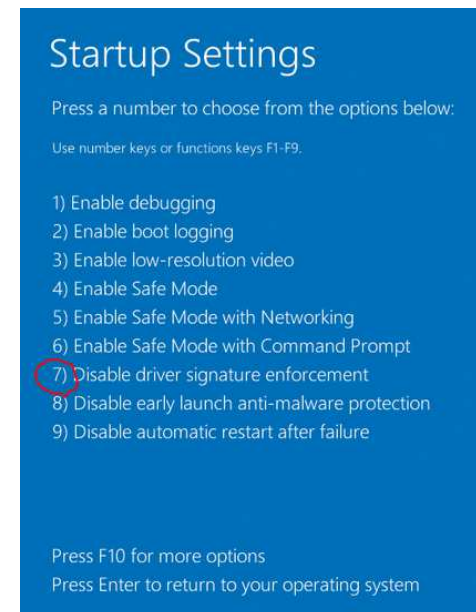 Startup Settings
Press a number to choose from the options below:
Use number keys or functions keys F1-F9.
1) Enable debugging
2) Enable boot logging
3) Enable low-resolution video
4) Enable Safe Mode
5) Enable Safe Mode with Networking
6) Enable Safe Mode with Command Prompt
7) Disable driver signature enforcement
8) Disable early launch anti-malware protection
9) Disable automatic restart after failure
Press F10 for more options
Press Enter to return to your operating system